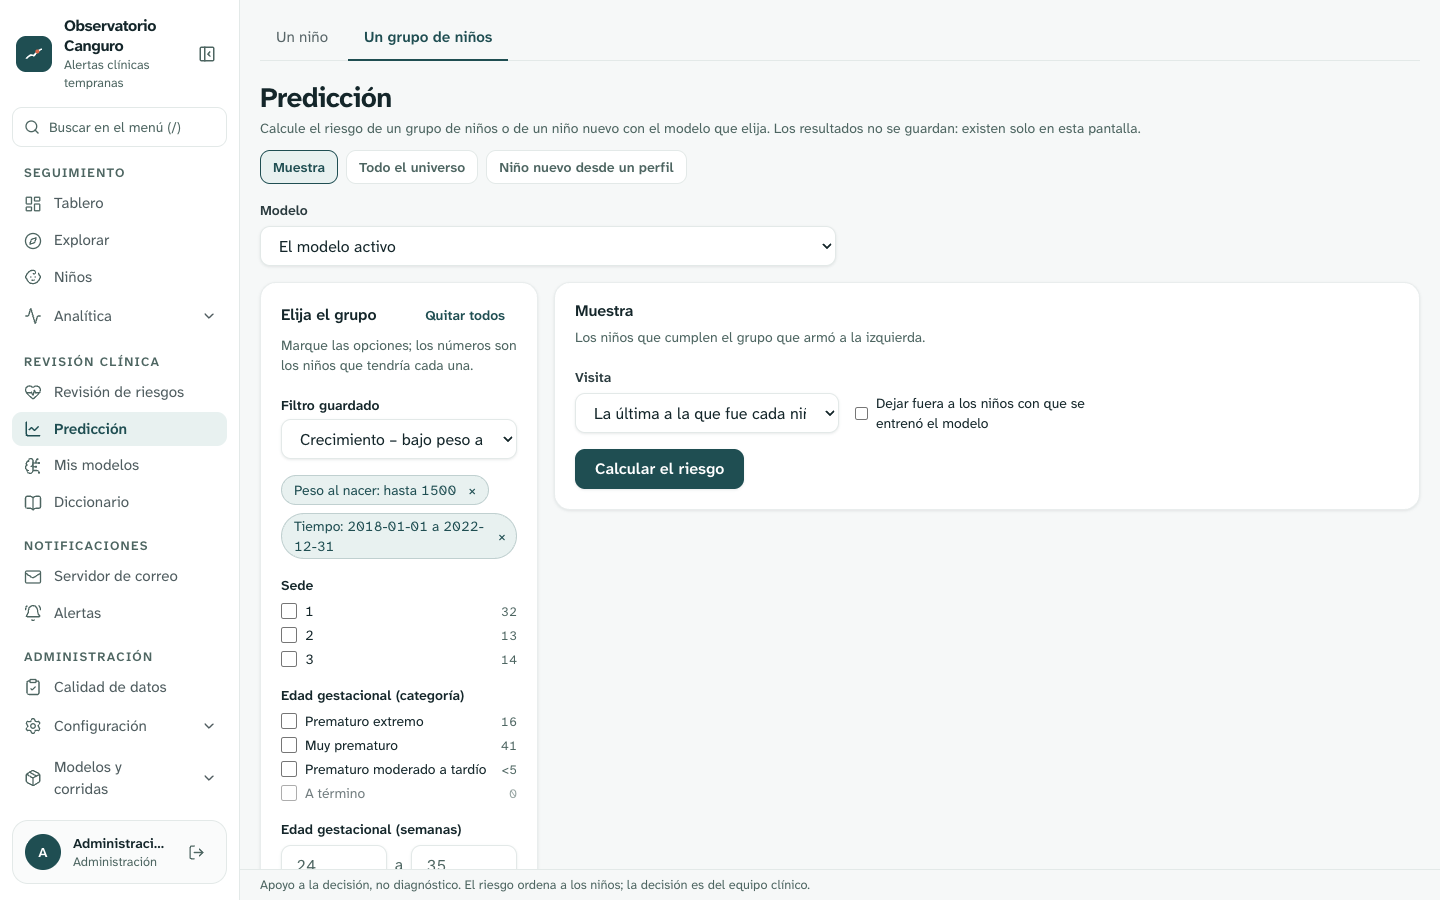 Observatorio
Canguro
Alertas clínicas
tempranas
Buscar en el menú (/)
SEGUIMIENTO
Tablero
Explorar
Niños
Analítica
REVISIÓN CLÍNICA
Revisión de riesgos
Predicción
Mis modelos
Diccionario
NOTIFICACIONES
Servidor de correo
Alertas
ADMINISTRACIÓN
Calidad de datos
Configuración
Modelos y
corridas
A
Administraci...
Administración
Un niño
Un grupo de niños
Predicción
Calcule el riesgo de un grupo de niños o de un niño nuevo con el modelo que elija. Los resultados no se guardan: existen solo en esta pantalla.
Muestra
Todo el universo
Niño nuevo desde un perfil
Modelo
El modelo activo
Elija el grupo
Quitar todos
Marque las opciones; los números son
los niños que tendría cada una.
Filtro guardado
Crecimiento – bajo peso a
Peso al nacer: hasta 1500 ×
Tiempo: 2018-01-01 a 2022-
12-31 ×
Sede
1 32
2 13
3 14
Edad gestacional (categoría)
Prematuro extremo 16
Muy prematuro 41
Prematuro moderado a tardío <5
A término 0
Edad gestacional (semanas)
24 a 35
Muestra
Los niños que cumplen el grupo que armó a la izquierda.
Visita
La última a la que fue cada niñ
Dejar fuera a los niños con que se
entrenó el modelo
Calcular el riesgo
Apoyo a la decisión, no diagnóstico. El riesgo ordena a los niños; la decisión es del equipo clínico.